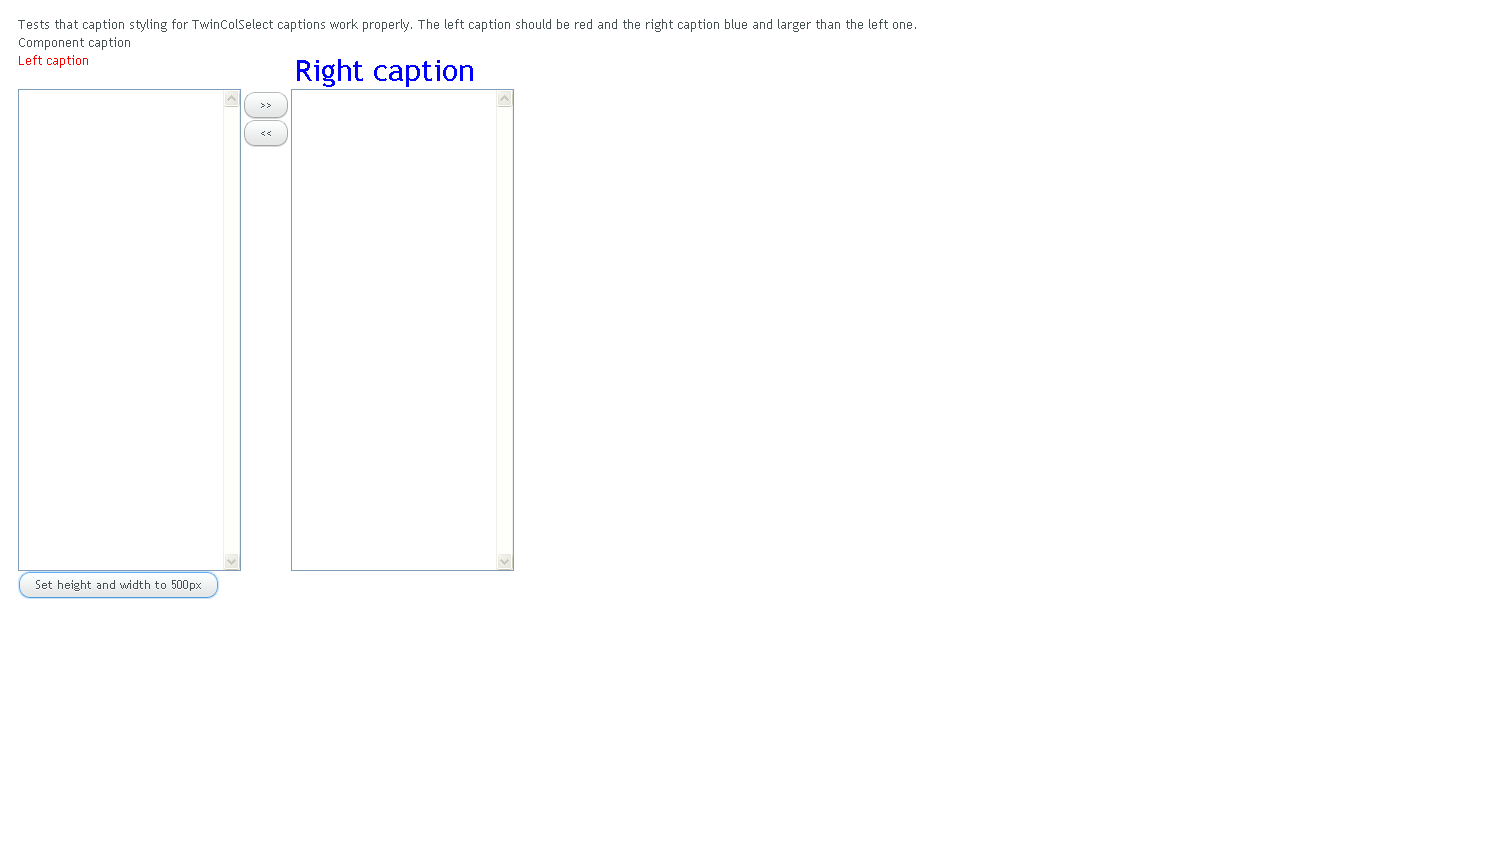 Tests that caption styling for TwinColSelect captions work properly. The left caption should be red and the right caption blue and larger than the left one.
Component caption
Left caption
Right caption
>>
<<
Set height and width to 500px